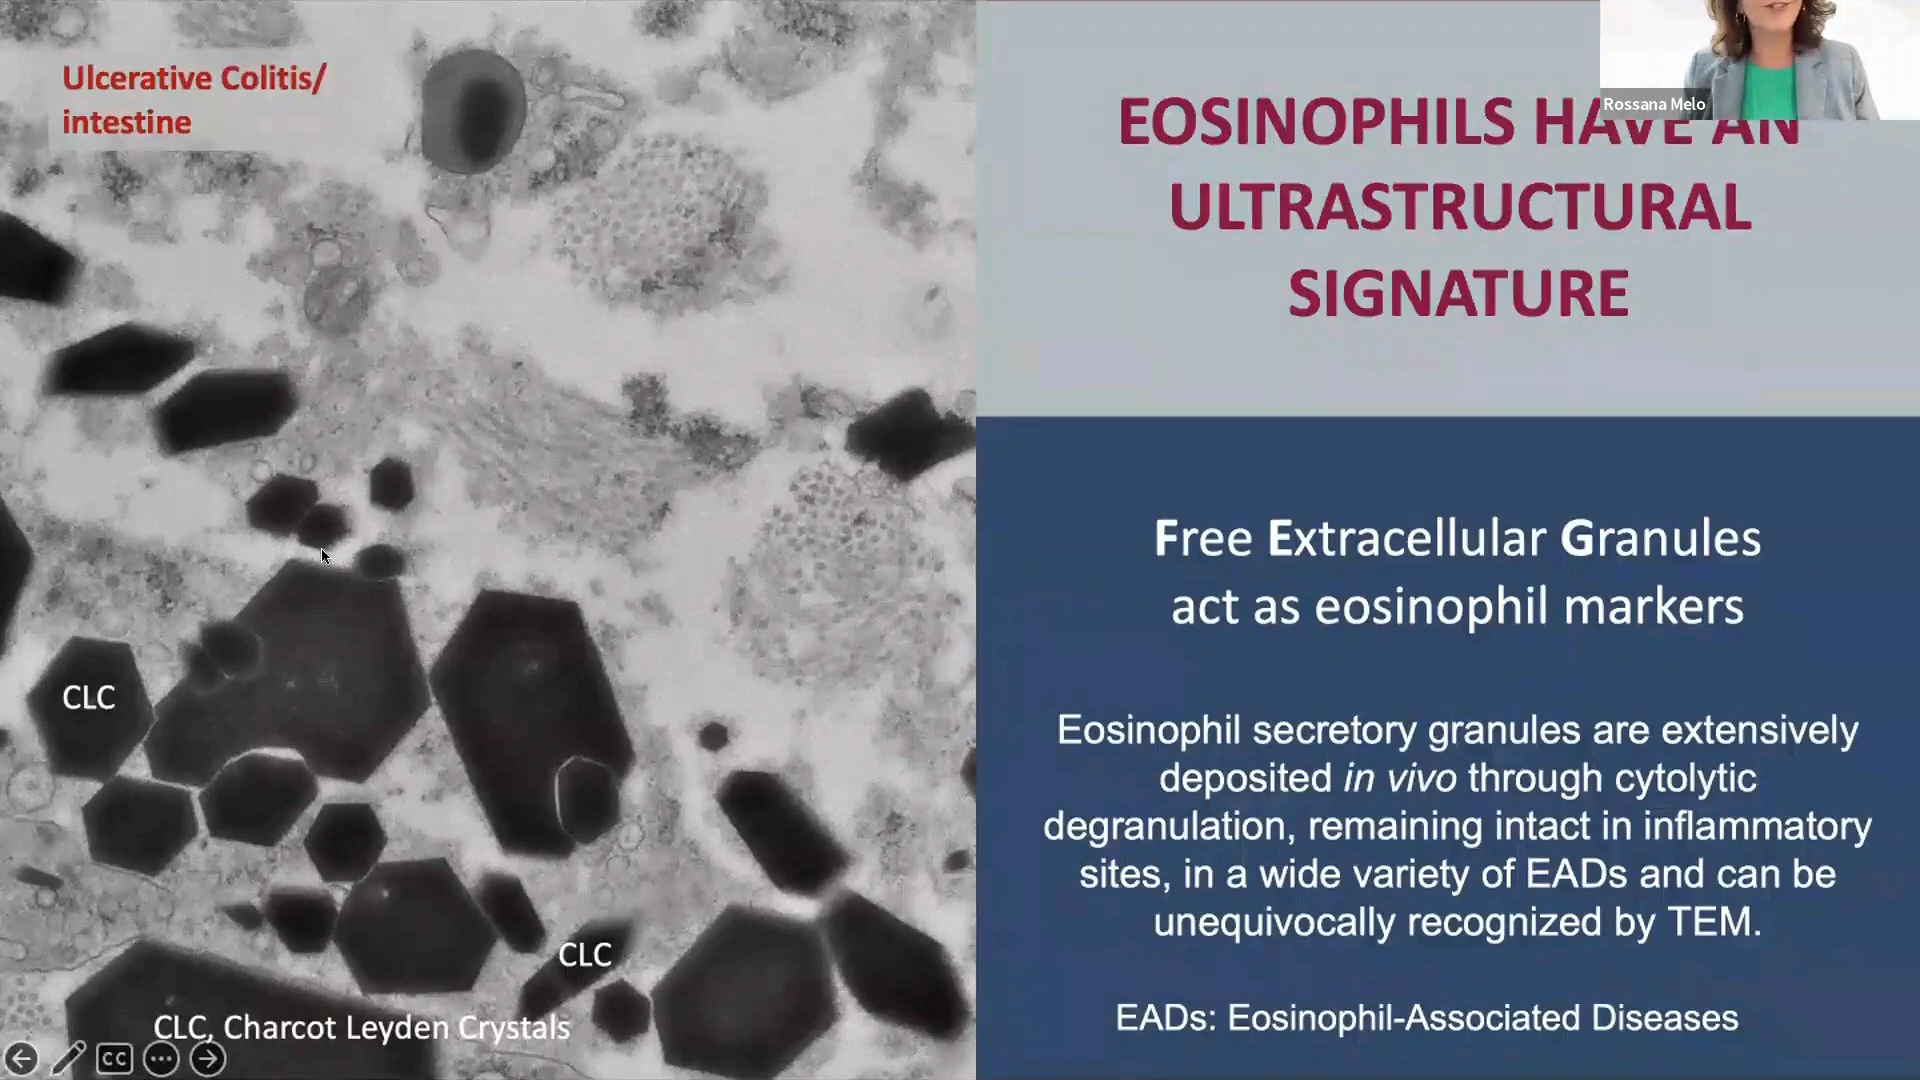 Ulcerative Colitis/
intestine
Rossana Melo
EOSINOPHILS HAVE AN
ULTRASTRUCTURAL
SIGNATURE
Free Extracellular Granules
act as eosinophil markers
Eosinophil secretory granules are extensively
deposited in vivo through cytolytic
degranulation, remaining intact in inflammatory
sites, in a wide variety of EADs and can be
unequivocally recognized by TEM.
EADs: Eosinophil-Associated Diseases
CLC
CLC
CLC, Charcot Leyden Crystals
CC